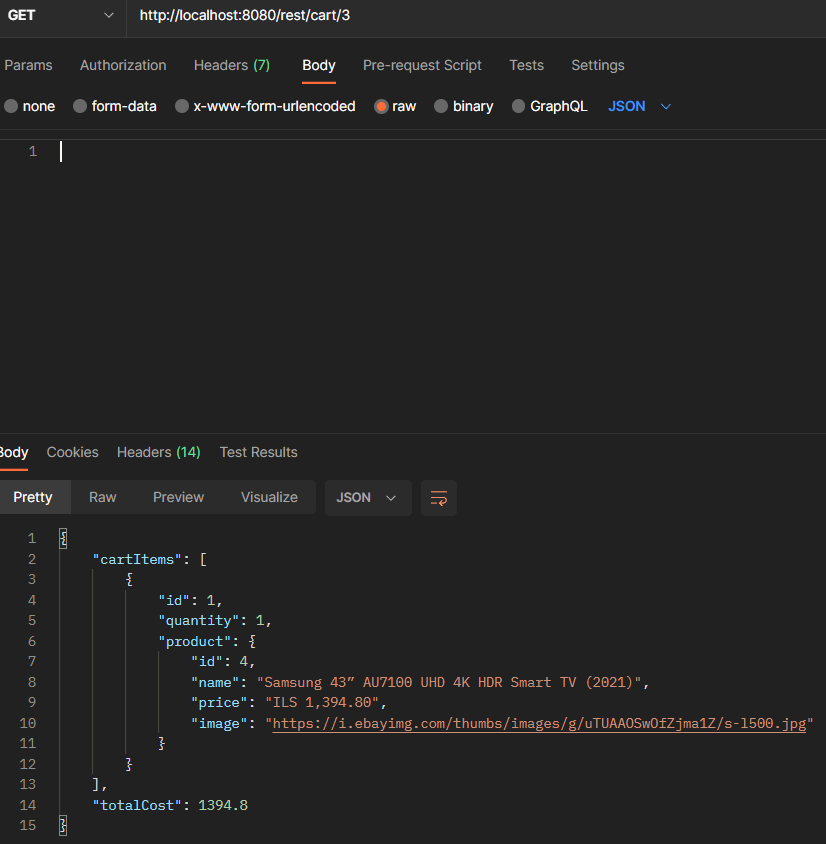 GET http://localhost:8080/rest/cart/3
Params Authorization Headers (7) Body Pre-request Script Tests Settings
none form-data x-www-form-urlencoded raw binary GraphQL JSON
1
Body Cookies Headers (14) Test Results
Pretty Raw Preview Visualize JSON
1 {
2 "cartItems": [
3 {
4 "id": 1,
5 "quantity": 1,
6 "product": {
7 "id": 4,
8 "name": "Samsung 43” AU7100 UHD 4K HDR Smart TV (2021)",
9 "price": "ILS 1,394.80",
10 "image": "https://i.ebayimg.com/thumbs/images/g/uTUAAOSwOfZjma1Z/s-l500.jpg"
11 }
12 }
13 ],
14 "totalCost": 1394.8
15 }